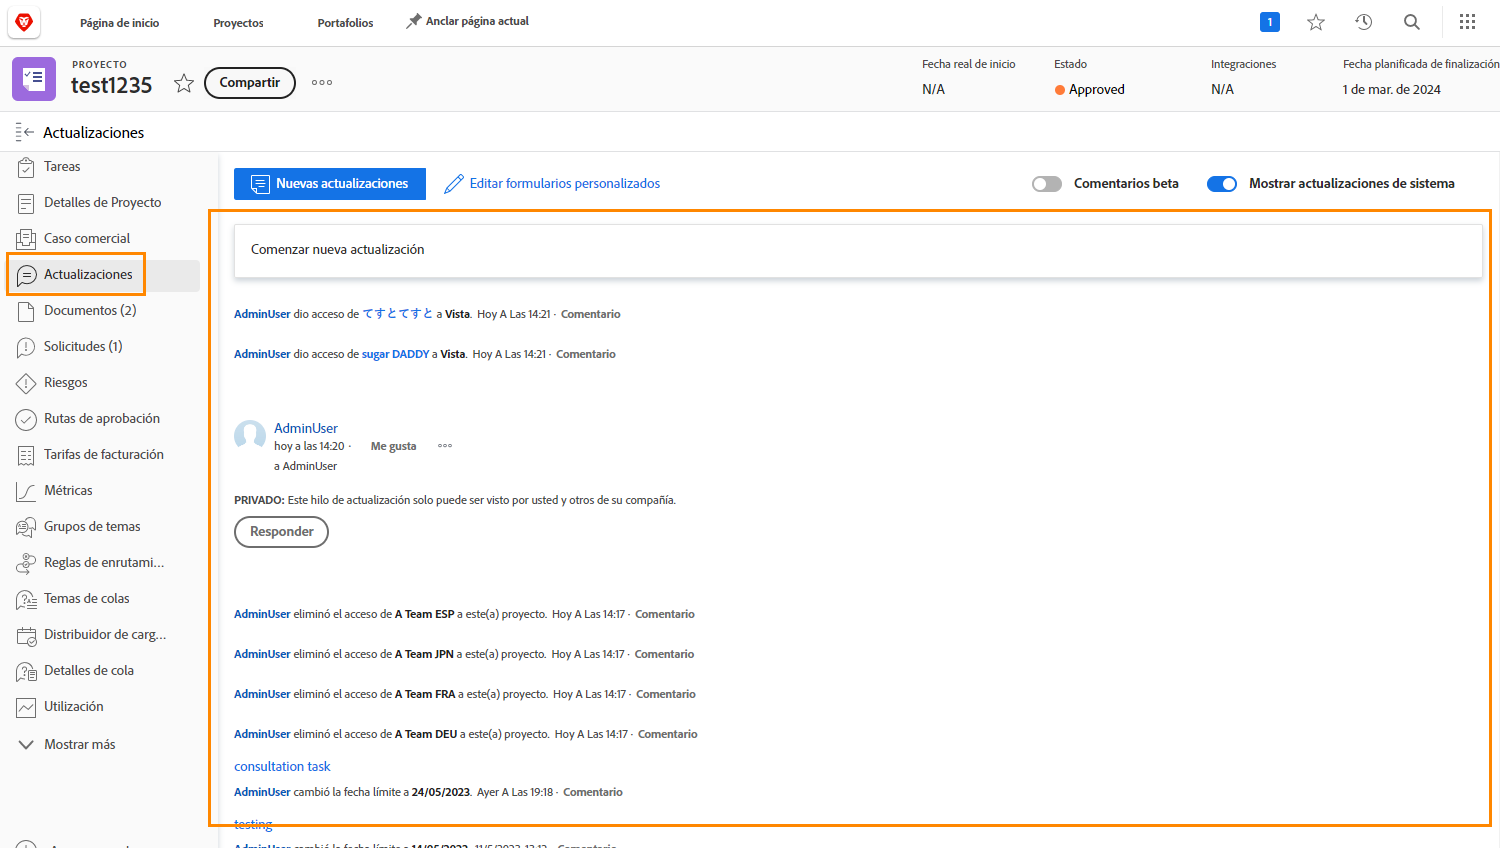 Página de inicio
Proyectos
Portafolios
Anclar página actual
1
PROYECTO
test1235
Compartir
Fecha real de inicio
N/A
Estado
Approved
Integraciones
N/A
Fecha planificada de finalización
1 de mar. de 2024
Actualizaciones
Tareas
Detalles de Proyecto
Caso comercial
Actualizaciones
Documentos (2)
Solicitudes (1)
Riesgos
Rutas de aprobación
Tarifas de facturación
Métricas
Grupos de temas
Reglas de enrutami...
Temas de colas
Distribuidor de carg...
Detalles de cola
Utilización
Mostrar más
Nuevas actualizaciones
Editar formularios personalizados
Comentarios beta
Mostrar actualizaciones de sistema
Comenzar nueva actualización
AdminUser dio acceso de てすとてすと a Vista. Hoy A Las 14:21 · Comentario
AdminUser dio acceso de sugar DADDY a Vista. Hoy A Las 14:21 · Comentario
AdminUser
hoy a las 14:20 · Me gusta
a AdminUser
PRIVADO: Este hilo de actualización solo puede ser visto por usted y otros de su compañía.
Responder
AdminUser eliminó el acceso de A Team ESP a este(a) proyecto. Hoy A Las 14:17 · Comentario
AdminUser eliminó el acceso de A Team JPN a este(a) proyecto. Hoy A Las 14:17 · Comentario
AdminUser eliminó el acceso de A Team FRA a este(a) proyecto. Hoy A Las 14:17 · Comentario
AdminUser eliminó el acceso de A Team DEU a este(a) proyecto. Hoy A Las 14:17 · Comentario
consultation task
AdminUser cambió la fecha límite a 24/05/2023. Ayer A Las 19:18 · Comentario
testing
AdminUser cambió la fecha límite a